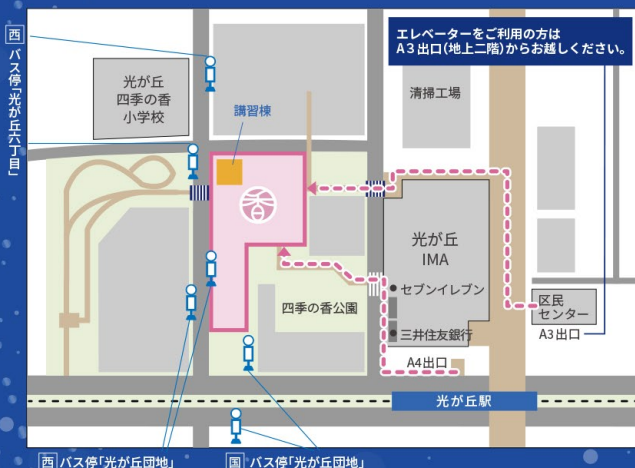 エレベーターをご利用の方は
A3出口(地上二階)からお越しください。
西 バス停「光が丘六丁目」
光が丘
四季の香
小学校
講習棟
清掃工場
光が丘
IMA
セブンイレブン
四季の香公園
三井住友銀行
区民
センター
A3出口
A4出口
光が丘駅
西 バス停「光が丘団地」
国 バス停「光が丘団地」